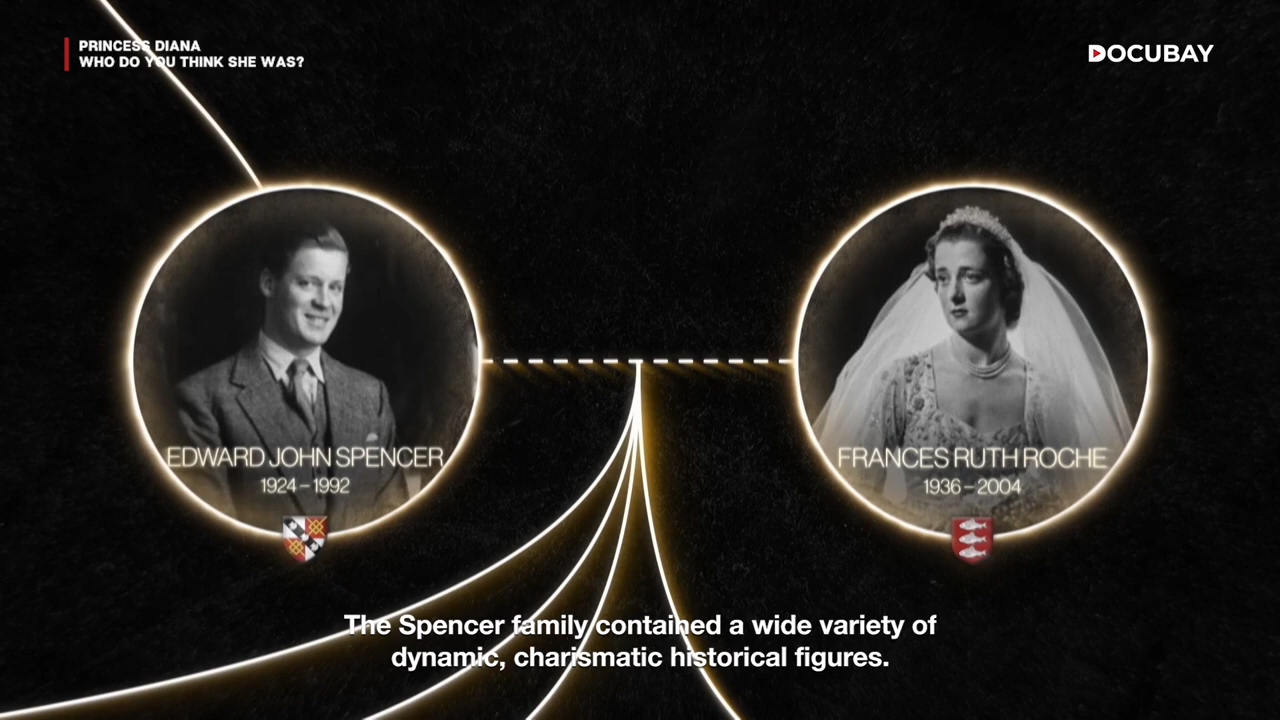 PRINCESS DIANA
WHO DO YOU THINK SHE WAS?
DOCUBAY
EDWARD JOHN SPENCER
1924 – 1992
FRANCES RUTH ROCHE
1936 – 2004
The Spencer family contained a wide variety of
dynamic, charismatic historical figures.